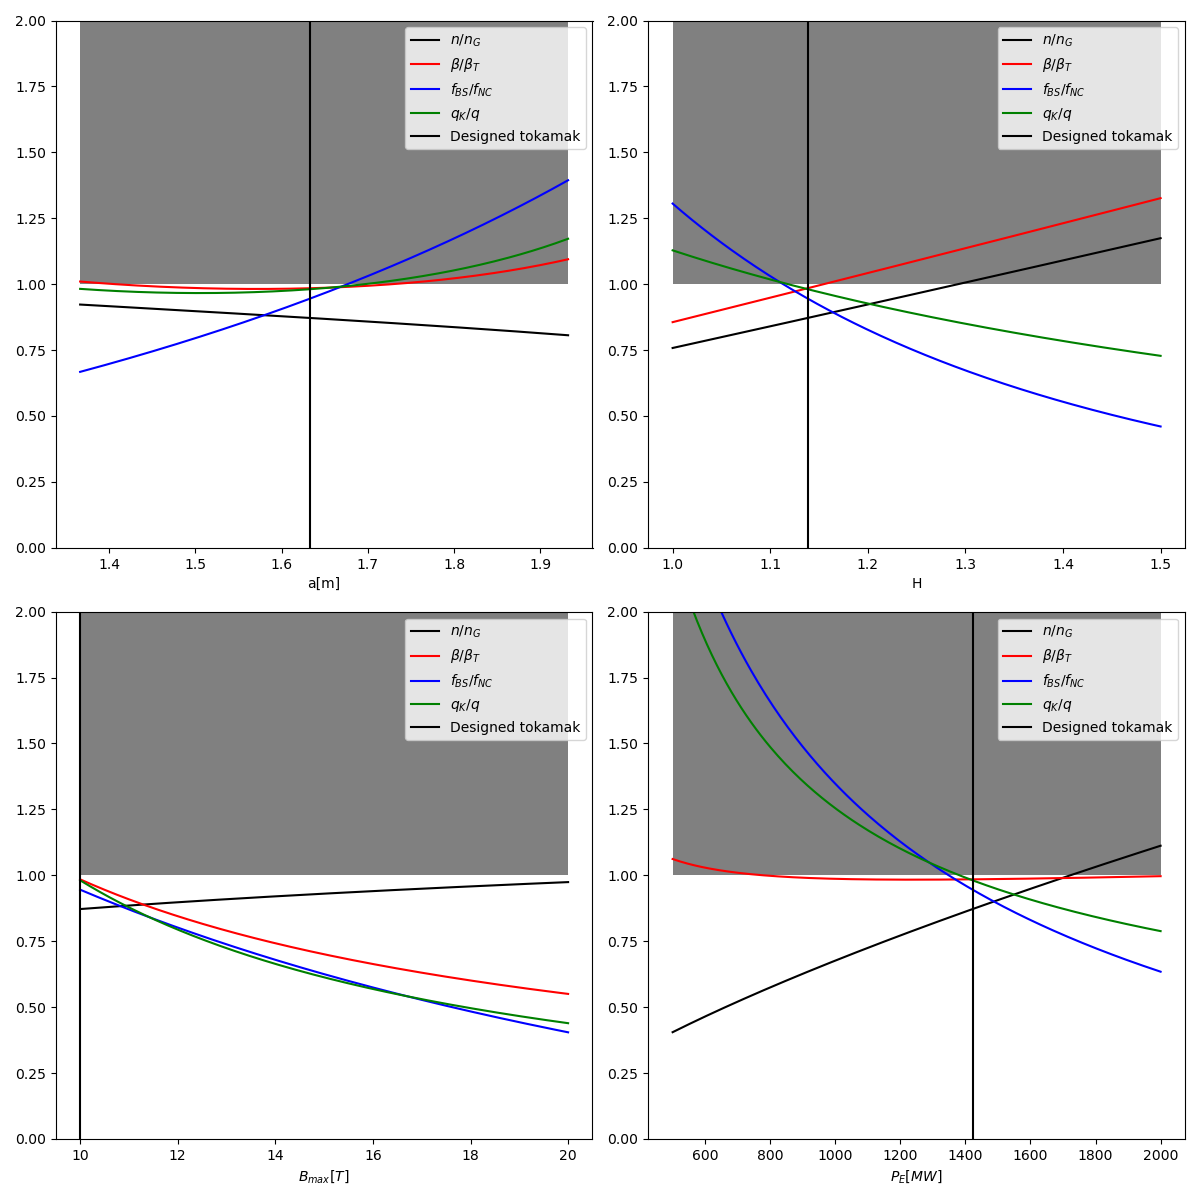 2.00
1.75
1.50
1.25
1.00
0.75
0.50
0.25
0.00
1.4 1.5 1.6 1.7 1.8 1.9
a[m]
n/n_G
β/β_T
f_BS/f_NC
q_K/q
Designed tokamak
2.00
1.75
1.50
1.25
1.00
0.75
0.50
0.25
0.00
1.0 1.1 1.2 1.3 1.4 1.5
H
n/n_G
β/β_T
f_BS/f_NC
q_K/q
Designed tokamak
2.00
1.75
1.50
1.25
1.00
0.75
0.50
0.25
0.00
10 12 14 16 18 20
B_max[T]
n/n_G
β/β_T
f_BS/f_NC
q_K/q
Designed tokamak
2.00
1.75
1.50
1.25
1.00
0.75
0.50
0.25
0.00
600 800 1000 1200 1400 1600 1800 2000
P_E[MW]
n/n_G
β/β_T
f_BS/f_NC
q_K/q
Designed tokamak